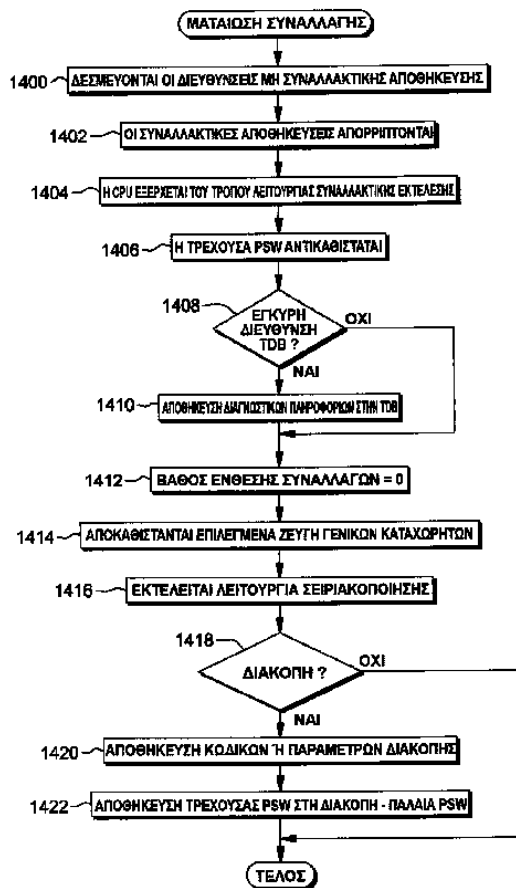 ΜΑΤΑΙΩΣΗ ΣΥΝΑΛΛΑΓΗΣ
1400 ΔΕΣΜΕΥΟΝΤΑΙ ΟΙ ΔΙΕΥΘΥΝΣΕΙΣ ΜΗ ΣΥΝΑΛΛΑΚΤΙΚΗΣ ΑΠΟΘΗΚΕΥΣΗΣ
1402 ΟΙ ΣΥΝΑΛΛΑΚΤΙΚΕΣ ΑΠΟΘΗΚΕΥΣΕΙΣ ΑΠΟΡΡΙΠΤΟΝΤΑΙ
1404 Η CPU ΕΞΕΡΧΕΤΑΙ ΤΟΥ ΤΡΟΠΟΥ ΛΕΙΤΟΥΡΓΙΑΣ ΣΥΝΑΛΛΑΚΤΙΚΗΣ ΕΚΤΕΛΕΣΗΣ
1406 Η ΤΡΕΧΟΥΣΑ PSW ΑΝΤΙΚΑΘΙΣΤΑΤΑΙ
1408
ΕΓΚΥΡΗ
ΔΙΕΥΘΥΝΣΗ
TDB ?
ΟΧΙ
ΝΑΙ
1410 ΑΠΟΘΗΚΕΥΣΗ ΔΙΑΓΝΩΣΤΙΚΩΝ ΠΛΗΡΟΦΟΡΙΩΝ ΣΤΗΝ TDB
1412 ΒΑΘΟΣ ΕΝΘΕΣΗΣ ΣΥΝΑΛΛΑΓΩΝ = 0
1414 ΑΠΟΚΑΘΙΣΤΑΝΤΑΙ ΕΠΙΛΕΓΜΕΝΑ ΖΕΥΓΗ ΓΕΝΙΚΩΝ ΚΑΤΑΧΩΡΗΤΩΝ
1416 ΕΚΤΕΛΕΙΤΑΙ ΛΕΙΤΟΥΡΓΙΑ ΣΕΙΡΙΑΚΟΠΟΙΗΣΗΣ
1418
ΔΙΑΚΟΠΗ ?
ΟΧΙ
ΝΑΙ
1420 ΑΠΟΘΗΚΕΥΣΗ ΚΩΔΙΚΩΝ Ή ΠΑΡΑΜΕΤΡΩΝ ΔΙΑΚΟΠΗΣ
1422 ΑΠΟΘΗΚΕΥΣΗ ΤΡΕΧΟΥΣΑΣ PSW ΣΤΗ ΔΙΑΚΟΠΗ - ΠΑΛΑΙΑ PSW
ΤΕΛΟΣ